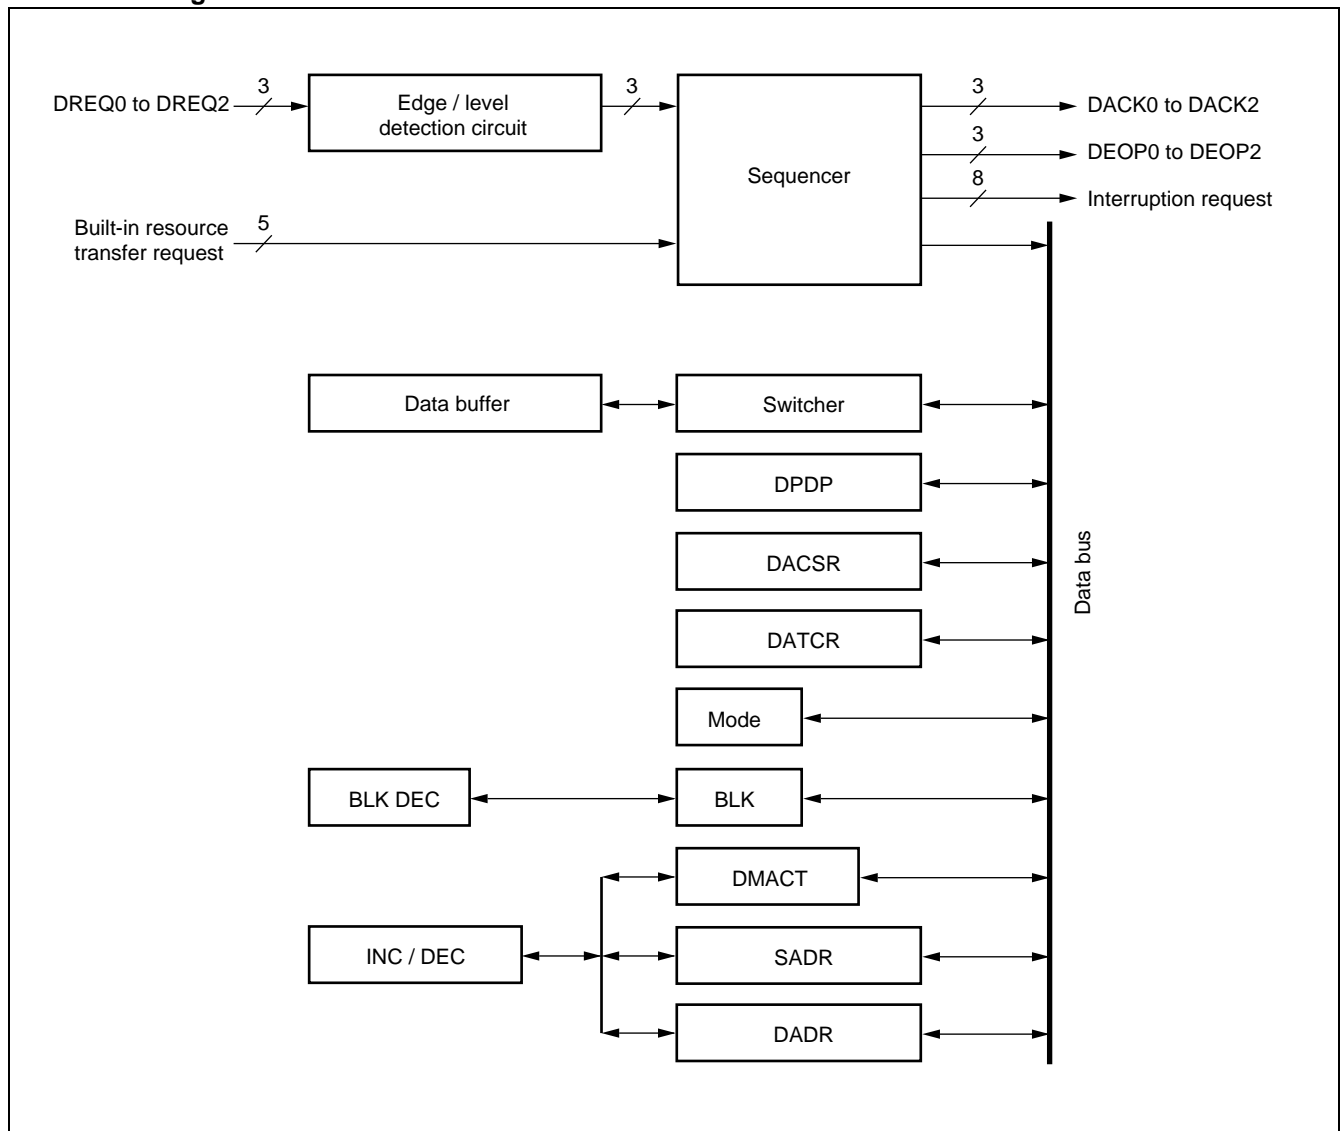 DREQ0 to DREQ2
3
Edge / level
detection circuit
3
Sequencer
3
DACK0 to DACK2
3
DEOP0 to DEOP2
8
Interruption request
Built-in resource
transfer request
5
Data buffer
Switcher
DPDP
DACSR
Data bus
DATCR
Mode
BLK DEC
BLK
DMACT
INC / DEC
SADR
DADR